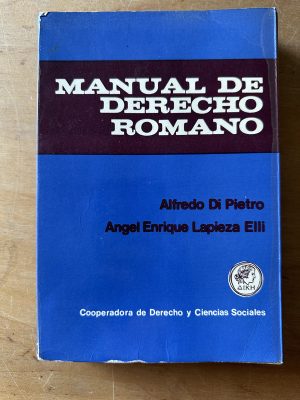 MANUAL DE
DERECHO
ROMANO
Alfredo Di Pietro
Angel Enrique Lapieza Elli
ΔΙΚΗ
Cooperadora de Derecho y Ciencias Sociales